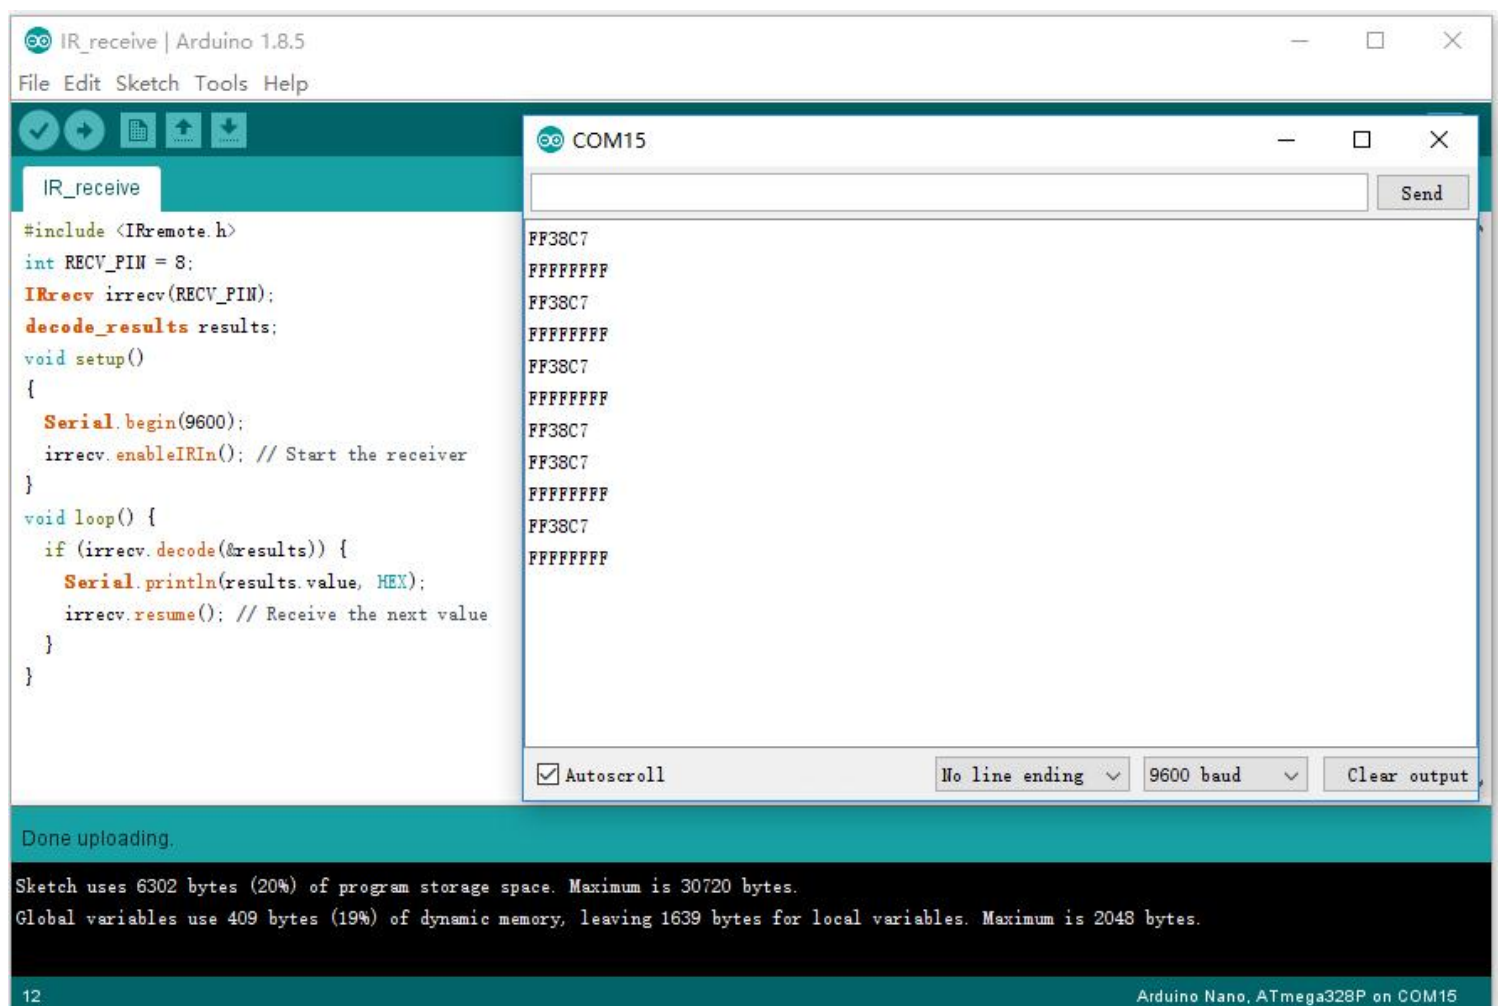 IR_receive | Arduino 1.8.5
File Edit Sketch Tools Help
IR_receive
#include <IRremote.h>
int RECV_PIN = 8;
IRrecv irrecv(RECV_PIN);
decode_results results;
void setup()
{
Serial.begin(9600);
irrecv.enableIRIn(); // Start the receiver
}
void loop() {
if (irrecv.decode(&results)) {
Serial.println(results.value, HEX);
irrecv.resume(); // Receive the next value
}
}
COM15
Send
FF38C7
FFFFFFFF
FF38C7
FFFFFFFF
FF38C7
FFFFFFFF
FF38C7
FF38C7
FFFFFFFF
FF38C7
FFFFFFFF
Autoscroll
No line ending
9600 baud
Clear output
Done uploading.
Sketch uses 6302 bytes (20%) of program storage space. Maximum is 30720 bytes.
Global variables use 409 bytes (19%) of dynamic memory, leaving 1639 bytes for local variables. Maximum is 2048 bytes.
12
Arduino Nano, ATmega328P on COM15